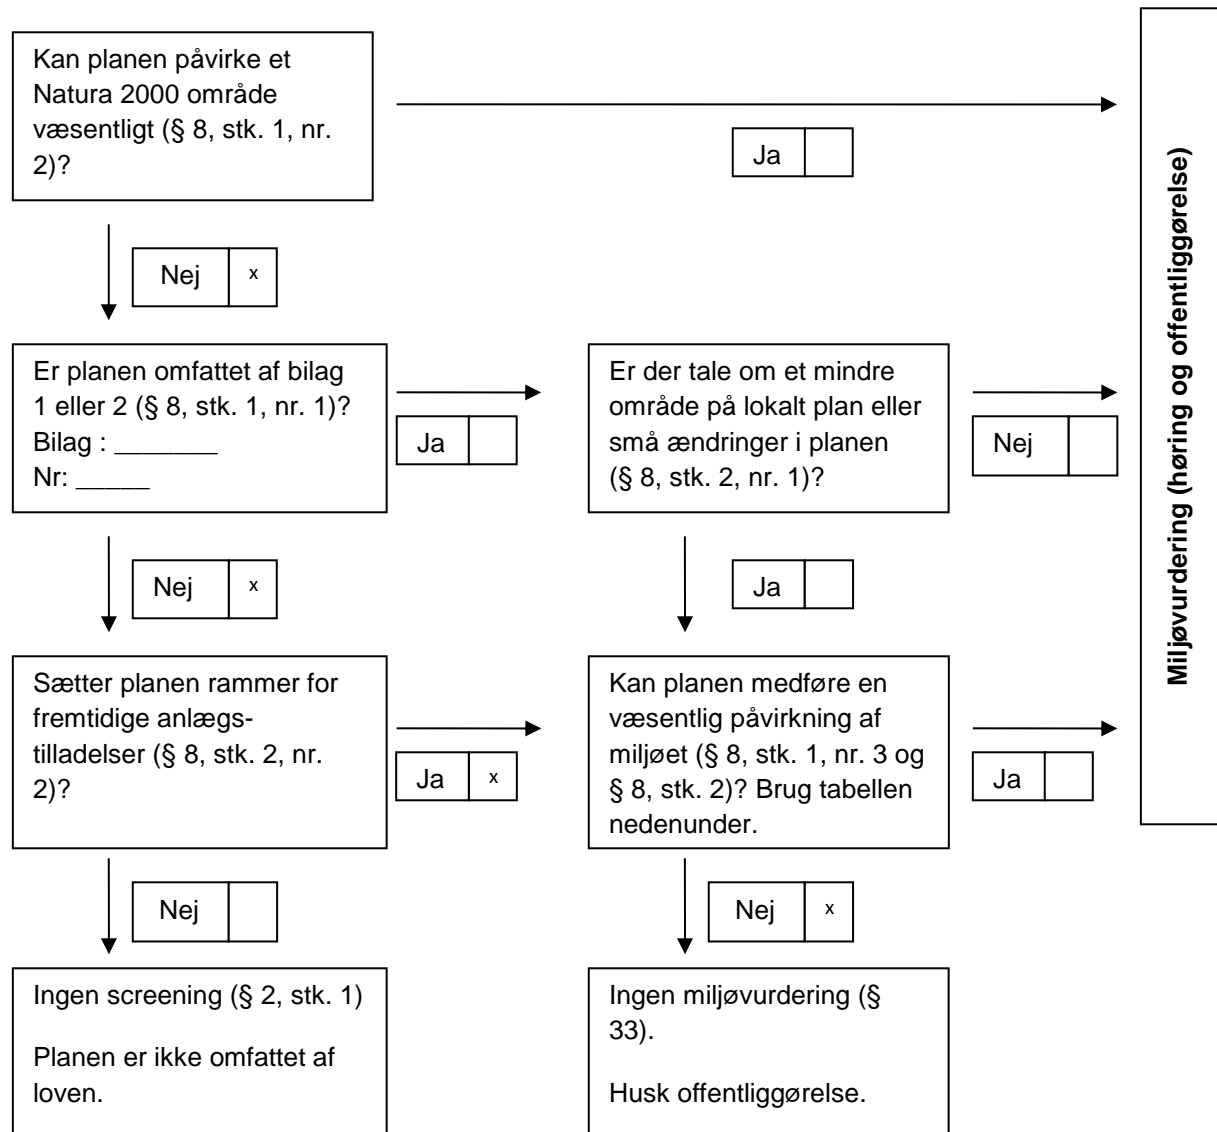 Kan planen påvirke et
Natura 2000 område
væsentligt (§ 8, stk. 1, nr.
2)?
Ja
Nej x
Er planen omfattet af bilag
1 eller 2 (§ 8, stk. 1, nr. 1)?
Bilag : _______
Nr: _____
Ja
Er der tale om et mindre
område på lokalt plan eller
små ændringer i planen
(§ 8, stk. 2, nr. 1)?
Nej
Nej x
Ja
Sætter planen rammer for
fremtidige anlægs-
tilladelser (§ 8, stk. 2, nr.
2)?
Ja x
Kan planen medføre en
væsentlig påvirkning af
miljøet (§ 8, stk. 1, nr. 3 og
§ 8, stk. 2)? Brug tabellen
nedenunder.
Ja
Nej
Nej x
Ingen screening (§ 2, stk. 1)
Planen er ikke omfattet af
loven.
Ingen miljøvurdering (§
33).
Husk offentliggørelse.
Miljøvurdering (høring og offentliggørelse)